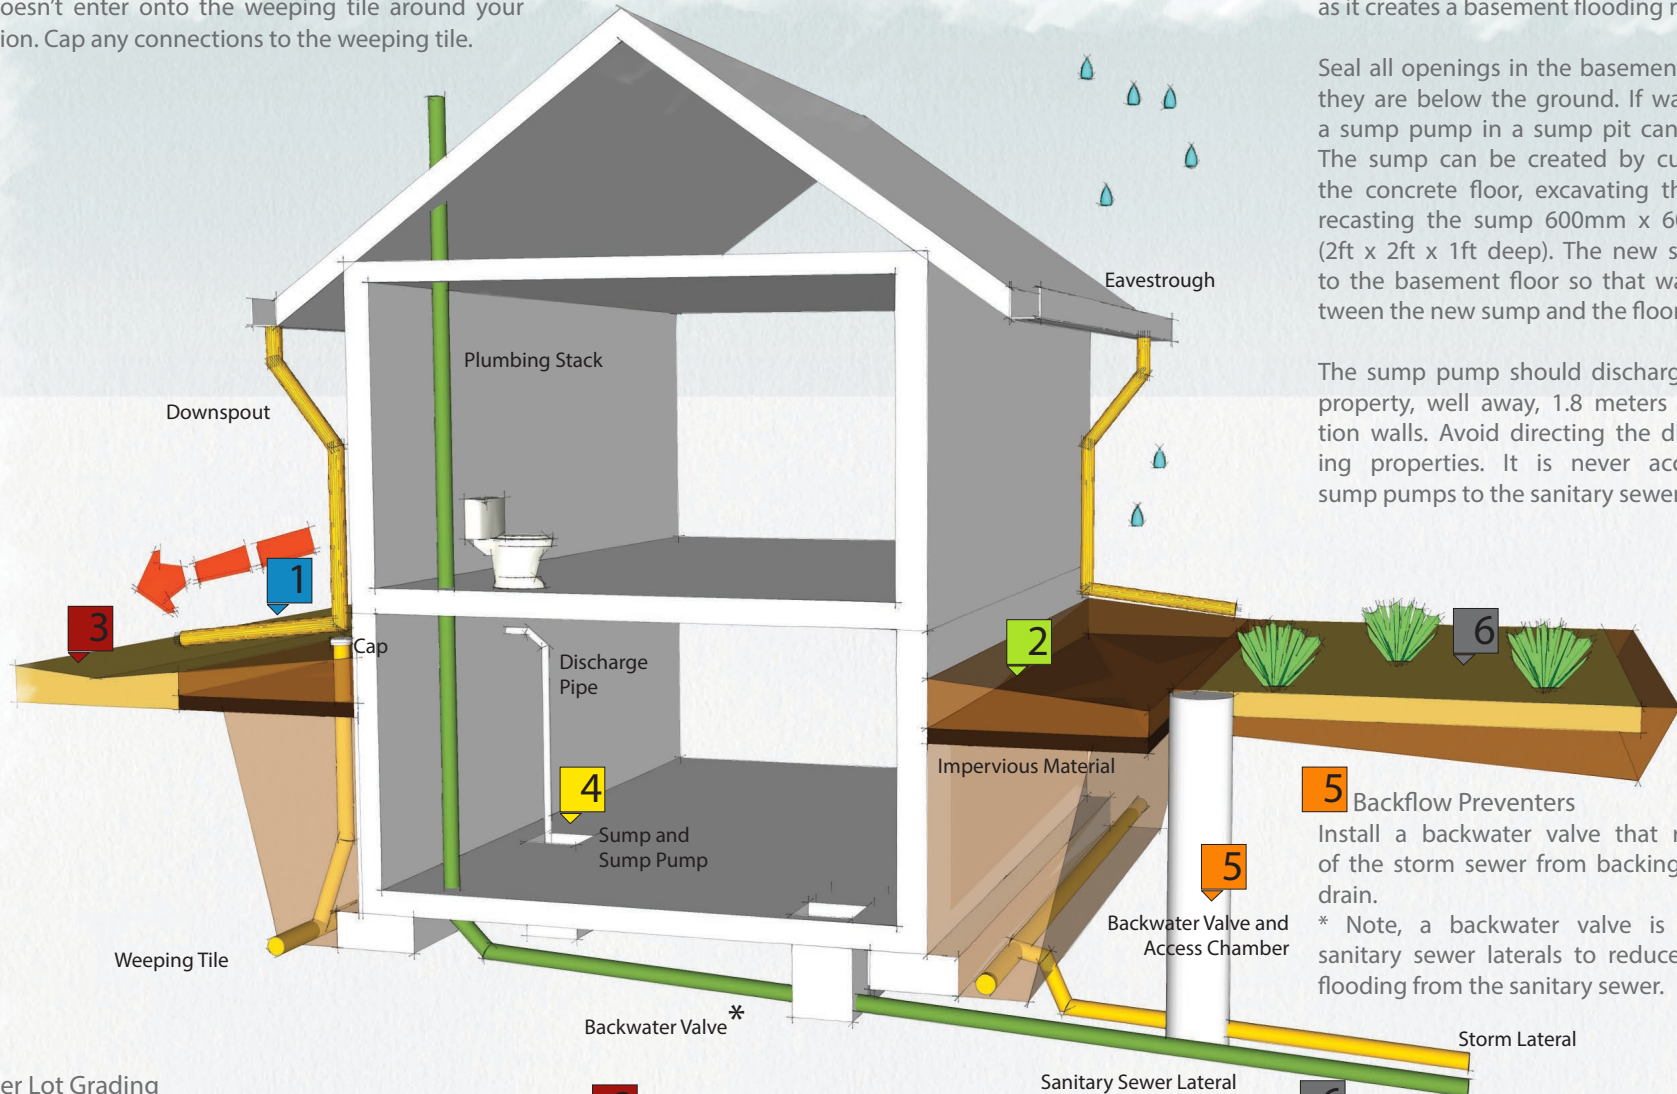 oesn't enter onto the weeping tile around your
ion. Cap any connections to the weeping tile.
as it creates a basement flooding
Seal all openings in the basemen
they are below the ground. If wa
a sump pump in a sump pit can
The sump can be created by cu
the concrete floor, excavating th
recasting the sump 600mm x 6
(2ft x 2ft x 1ft deep). The new s
to the basement floor so that wa
tween the new sump and the floor
The sump pump should discharg
property, well away, 1.8 meters
tion walls. Avoid directing the d
ing properties. It is never acc
sump pumps to the sanitary sewer
Eavestrough
Plumbing Stack
Downspout
1
3
Cap
2
6
Discharge
Pipe
Impervious Material
4
Sump and
Sump Pump
5 Backflow Preventers
Install a backwater valve that
of the storm sewer from backing
drain.
* Note, a backwater valve is
sanitary sewer laterals to reduce
flooding from the sanitary sewer.
5
Backwater Valve and
Access Chamber
Weeping Tile
Backwater Valve *
Storm Lateral
Sanitary Sewer Lateral
er Lot Grading